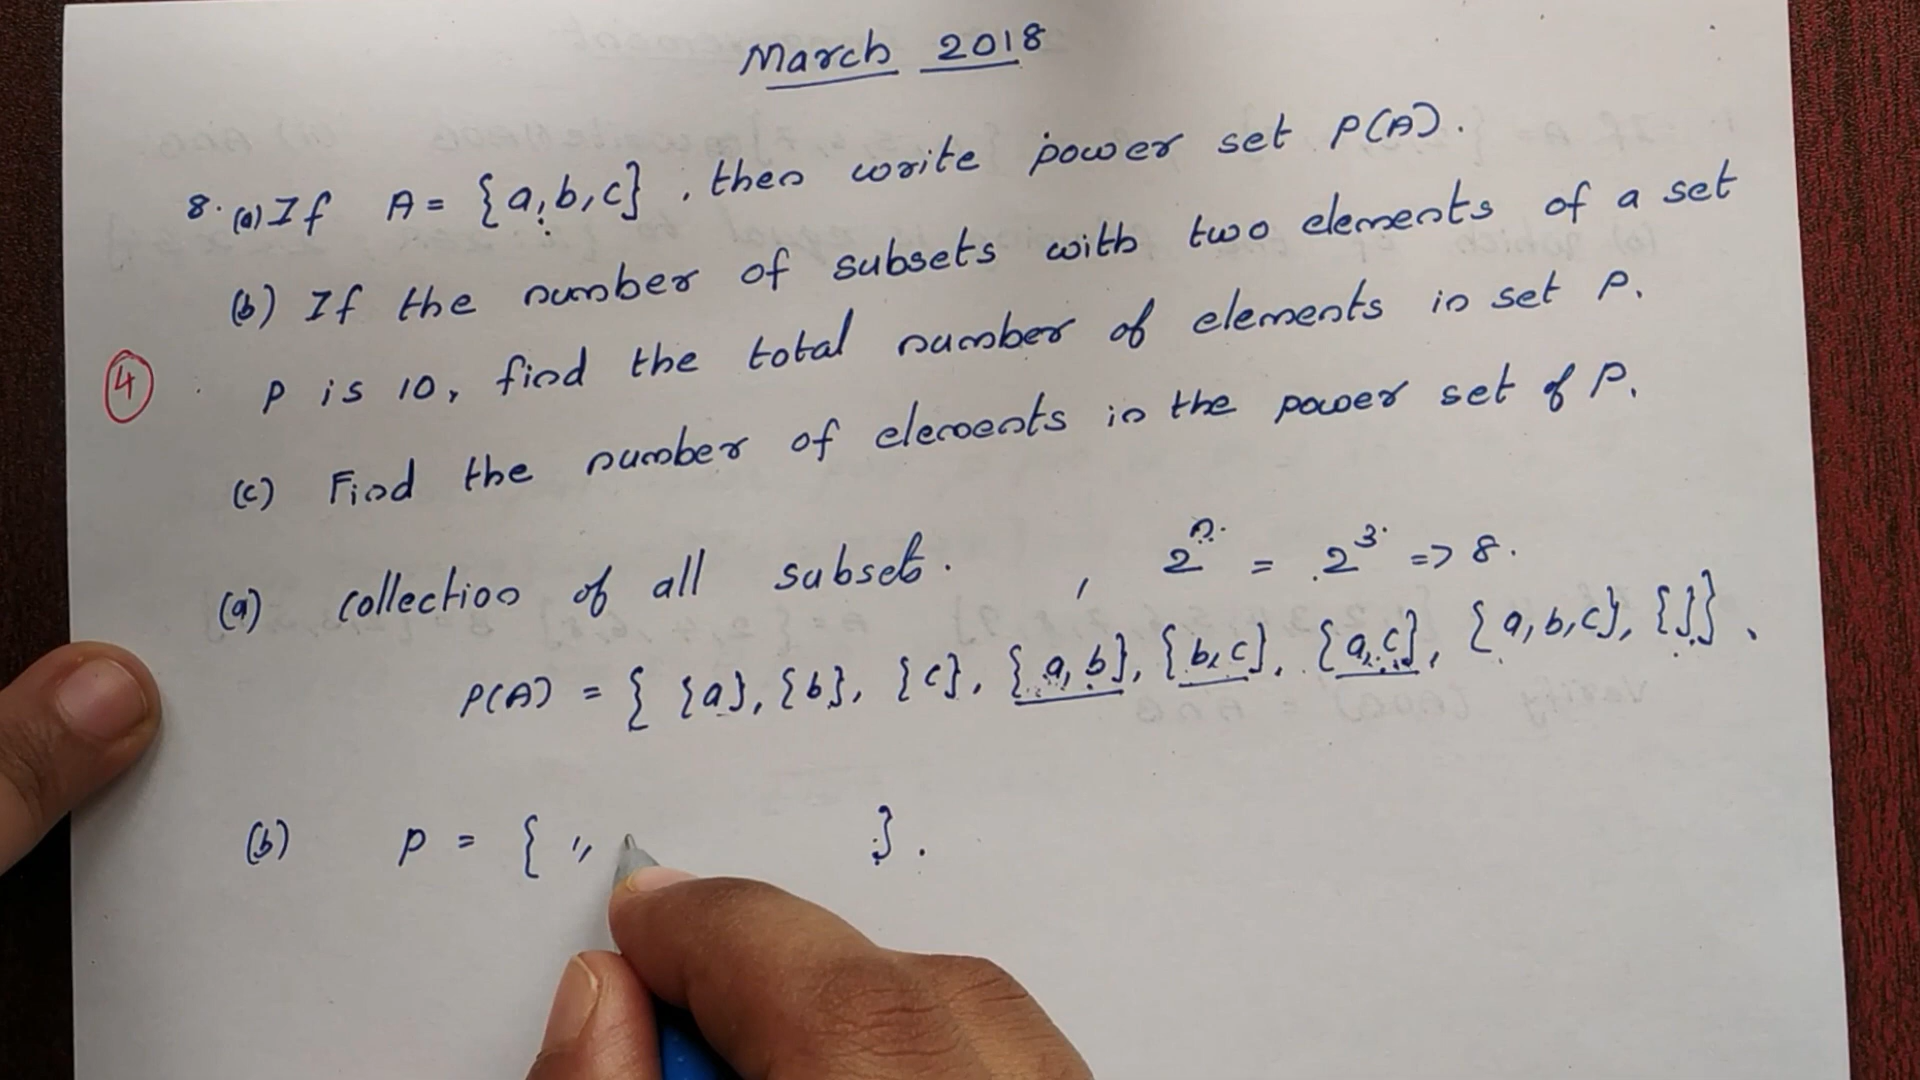 March 2018
8. (a) If A = {a,b,c}, then write power set P(A).
(b) If the number of subsets with two elements of a set
P is 10, find the total number of elements in set P.
(c) Find the number of elements in the power set of P.
4
(a) collection of all subset. , 2ⁿ = 2³ => 8.
P(A) = { {a}, {b}, {c}, {a,b}, {b,c}, {a,c}, {a,b,c}, {}}.
(b) P = { ,, }.